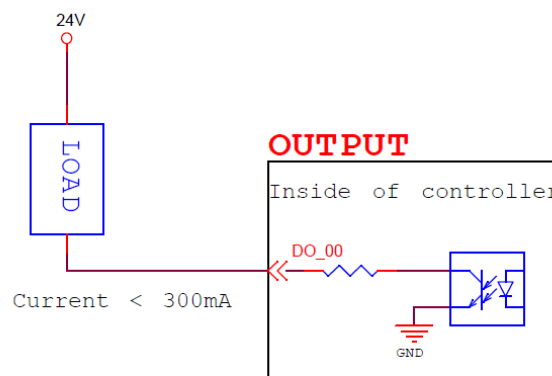 24V
LOAD
OUTPUT
Inside of controller
DO_00
Current < 300mA
GND